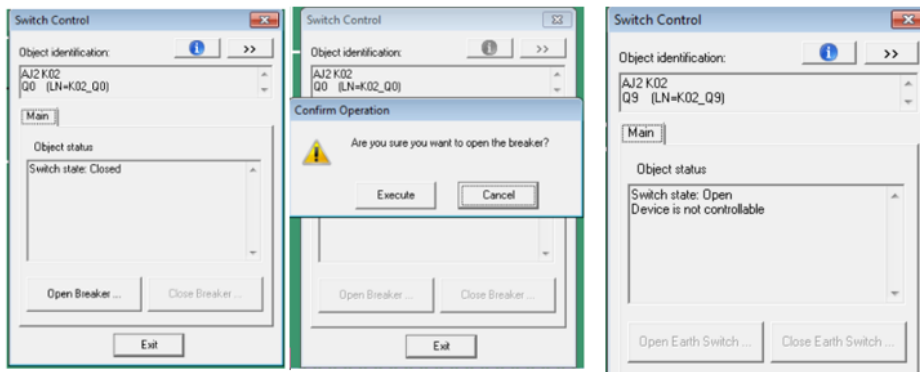 Switch Control
Object identification:
>>
AJ2 K02
Q0 (LN=K02_Q0)
Main
Object status
Switch state: Closed
Open Breaker ...
Close Breaker ...
Exit
Switch Control
Object identification:
>>
AJ2 K02
Q0 (LN=K02_Q0)
Confirm Operation
Are you sure you want to open the breaker?
Execute
Cancel
Open Breaker ...
Close Breaker ...
Exit
Switch Control
Object identification:
>>
AJ2 K02
Q9 (LN=K02_Q9)
Main
Object status
Switch state: Open
Device is not controllable
Open Earth Switch ...
Close Earth Switch ...